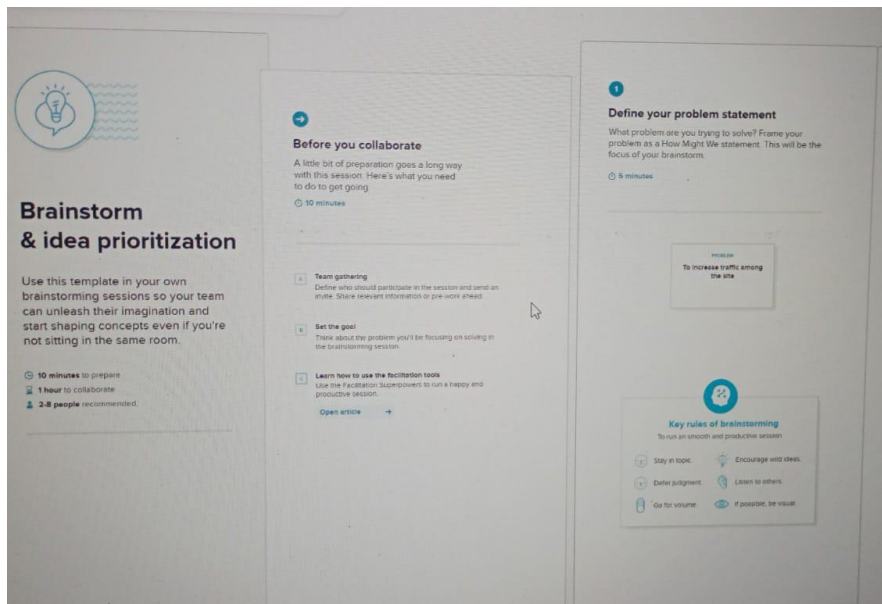 Brainstorm
& idea prioritization
Use this template in your own
brainstorming sessions so your team
can unleash their imagination and
start shaping concepts even if you're
not sitting in the same room.
10 minutes to prepare
1 hour to collaborate
2-8 people recommended
Before you collaborate
A little bit of preparation goes a long way
with this session. Here's what you need
to do to get going.
10 minutes
A
Team gathering
Define who should participate in the session and send an
invite. Share relevant information or pre-work ahead.
B
Set the goal
Think about the problem you'll be focusing on solving in
the brainstorming session.
C
Learn how to use the facilitation tools
Use the Facilitation Superpowers to run a happy and
productive session.
Open article →
1
Define your problem statement
What problem are you trying to solve? Frame your
problem as a How Might We statement. This will be the
focus of your brainstorm.
5 minutes
PROBLEM
To increase traffic among
the site
Key rules of brainstorming
To run an smooth and productive session
Stay in topic.
Encourage wild ideas.
Defer judgment.
Listen to others.
Go for volume.
If possible, be visual.